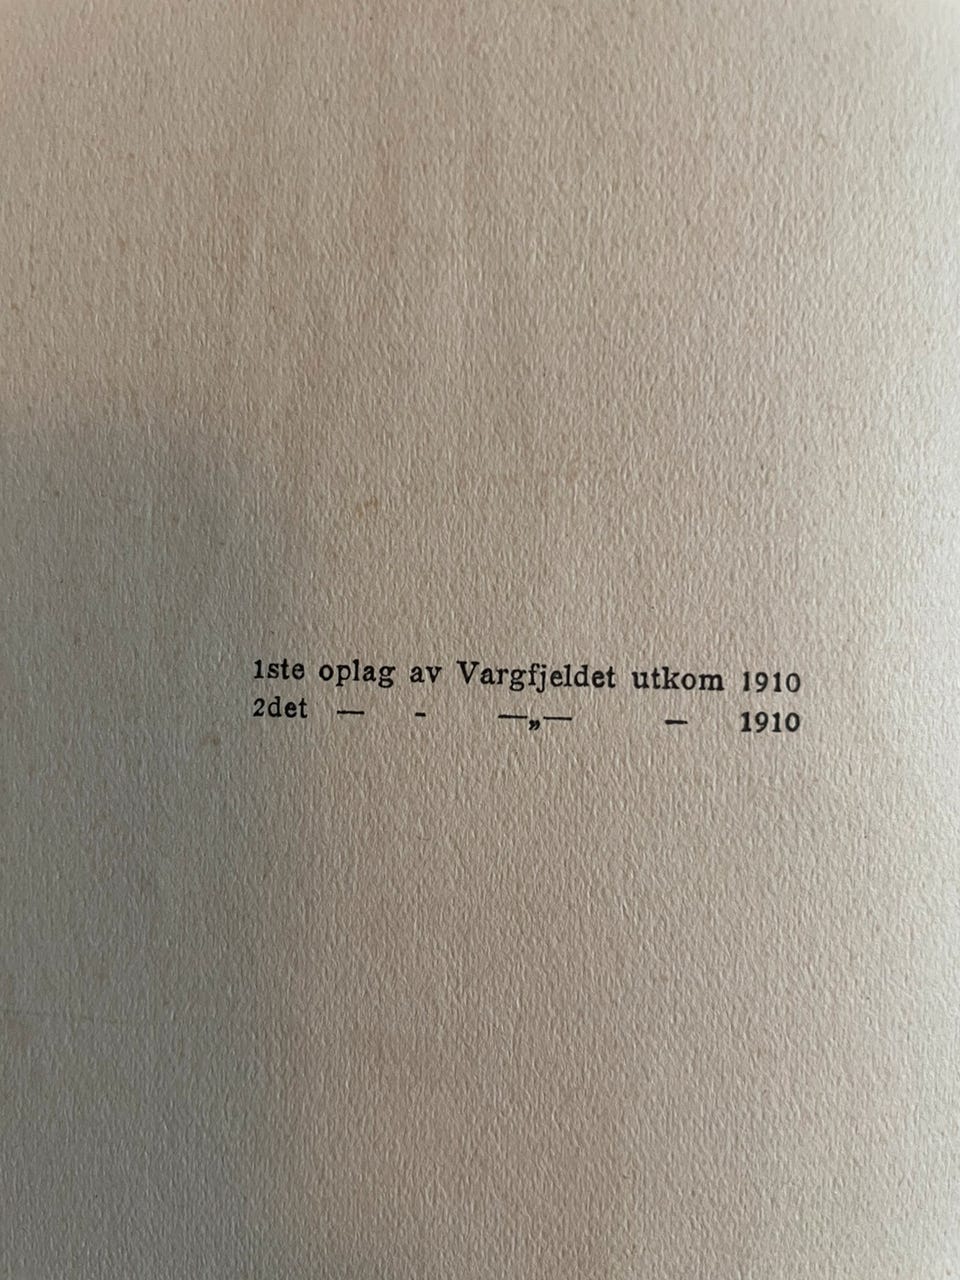 1ste oplag av Vargfjeldet utkom 1910
2det — - —„— — 1910